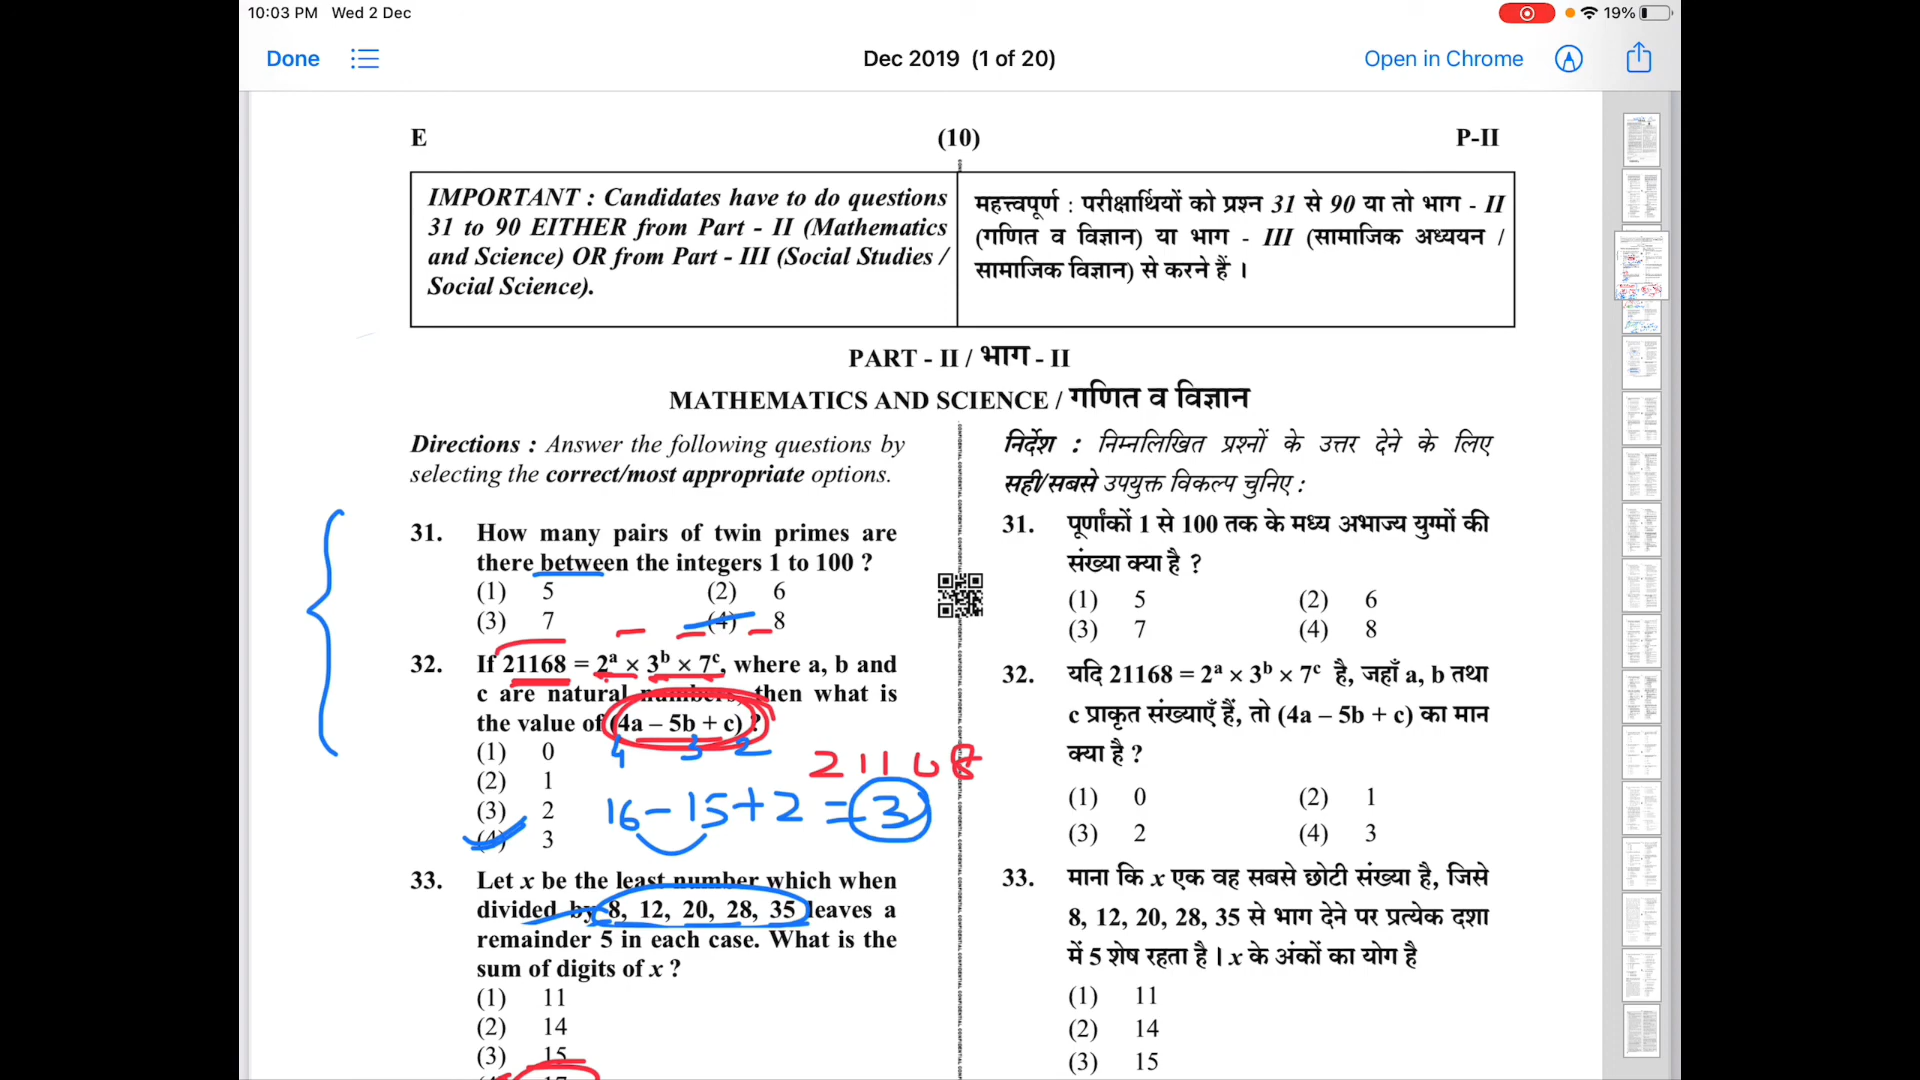 10:03 PM Wed 2 Dec
19%
Done
Dec 2019 (1 of 20)
Open in Chrome
E
(10)
P-II
IMPORTANT : Candidates have to do questions
31 to 90 EITHER from Part - II (Mathematics
and Science) OR from Part - III (Social Studies /
Social Science).
महत्त्वपूर्ण : परीक्षार्थियों को प्रश्न 31 से 90 या तो भाग - II
(गणित व विज्ञान) या भाग - III (सामाजिक अध्ययन /
सामाजिक विज्ञान) से करने हैं ।
PART - II / भाग - II
MATHEMATICS AND SCIENCE / गणित व विज्ञान
Directions : Answer the following questions by
selecting the correct/most appropriate options.
31. How many pairs of twin primes are
there between the integers 1 to 100 ?
(1) 5 (2) 6
(3) 7 (4) 8
32. If 21168 = 2ᵃ × 3ᵇ × 7ᶜ, where a, b and
c are natural numbers, then what is
the value of (4a – 5b + c) ?
4 3 2
(1) 0
21168
(2) 1
(3) 2
16 – 15 + 2 = 3
(4) 3
33. Let x be the least number which when
divided by 8, 12, 20, 28, 35 leaves a
remainder 5 in each case. What is the
sum of digits of x ?
(1) 11
(2) 14
(3) 15
निर्देश : निम्नलिखित प्रश्नों के उत्तर देने के लिए
सही/सबसे उपयुक्त विकल्प चुनिए :
31. पूर्णांकों 1 से 100 तक के मध्य अभाज्य युग्मों की
संख्या क्या है ?
(1) 5 (2) 6
(3) 7 (4) 8
32. यदि 21168 = 2ᵃ × 3ᵇ × 7ᶜ है, जहाँ a, b तथा
c प्राकृत संख्याएँ हैं, तो (4a – 5b + c) का मान
क्या है ?
(1) 0 (2) 1
(3) 2 (4) 3
33. माना कि x एक वह सबसे छोटी संख्या है, जिसे
8, 12, 20, 28, 35 से भाग देने पर प्रत्येक दशा
में 5 शेष रहता है । x के अंकों का योग है
(1) 11
(2) 14
(3) 15